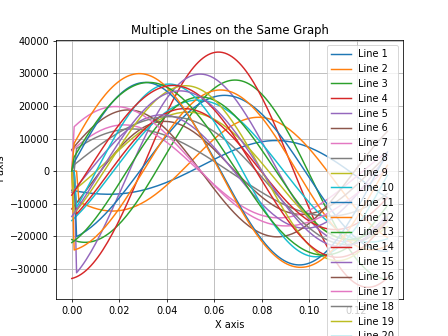 Multiple Lines on the Same Graph
40000
30000
20000
10000
0
−10000
−20000
−30000
axis
0.00
0.02
0.04
0.06
0.08
0.10
X axis
Line 1
Line 2
Line 3
Line 4
Line 5
Line 6
Line 7
Line 8
Line 9
Line 10
Line 11
Line 12
Line 13
Line 14
Line 15
Line 16
Line 17
Line 18
Line 19
Line 20